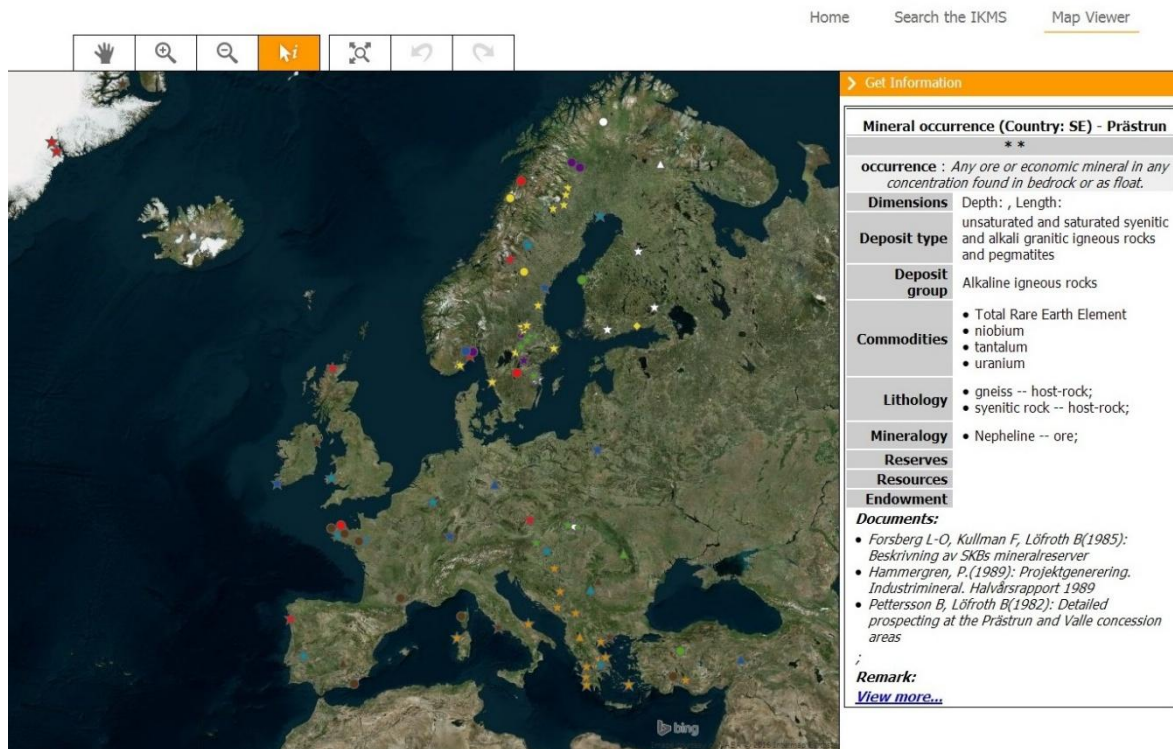 Home Search the IKMS Map Viewer
Get Information
Mineral occurrence (Country: SE) - Prästrun
* *
occurrence : Any ore or economic mineral in any
concentration found in bedrock or as float.
Dimensions Depth: , Length:
Deposit type unsaturated and saturated syenitic
and alkali granitic igneous rocks
and pegmatites
Deposit
group Alkaline igneous rocks
Commodities • Total Rare Earth Element
• niobium
• tantalum
• uranium
Lithology • gneiss -- host-rock;
• syenitic rock -- host-rock;
Mineralogy • Nepheline -- ore;
Reserves
Resources
Endowment
Documents:
• Forsberg L-O, Kullman F, Löfroth B(1985):
Beskrivning av SKBs mineralreserver
• Hammergren, P.(1989): Projektgenerering.
Industrimineral. Halvårsrapport 1989
• Pettersson B, Löfroth B(1982): Detailed
prospecting at the Prästrun and Valle concession
areas
;
Remark:
View more...
bing